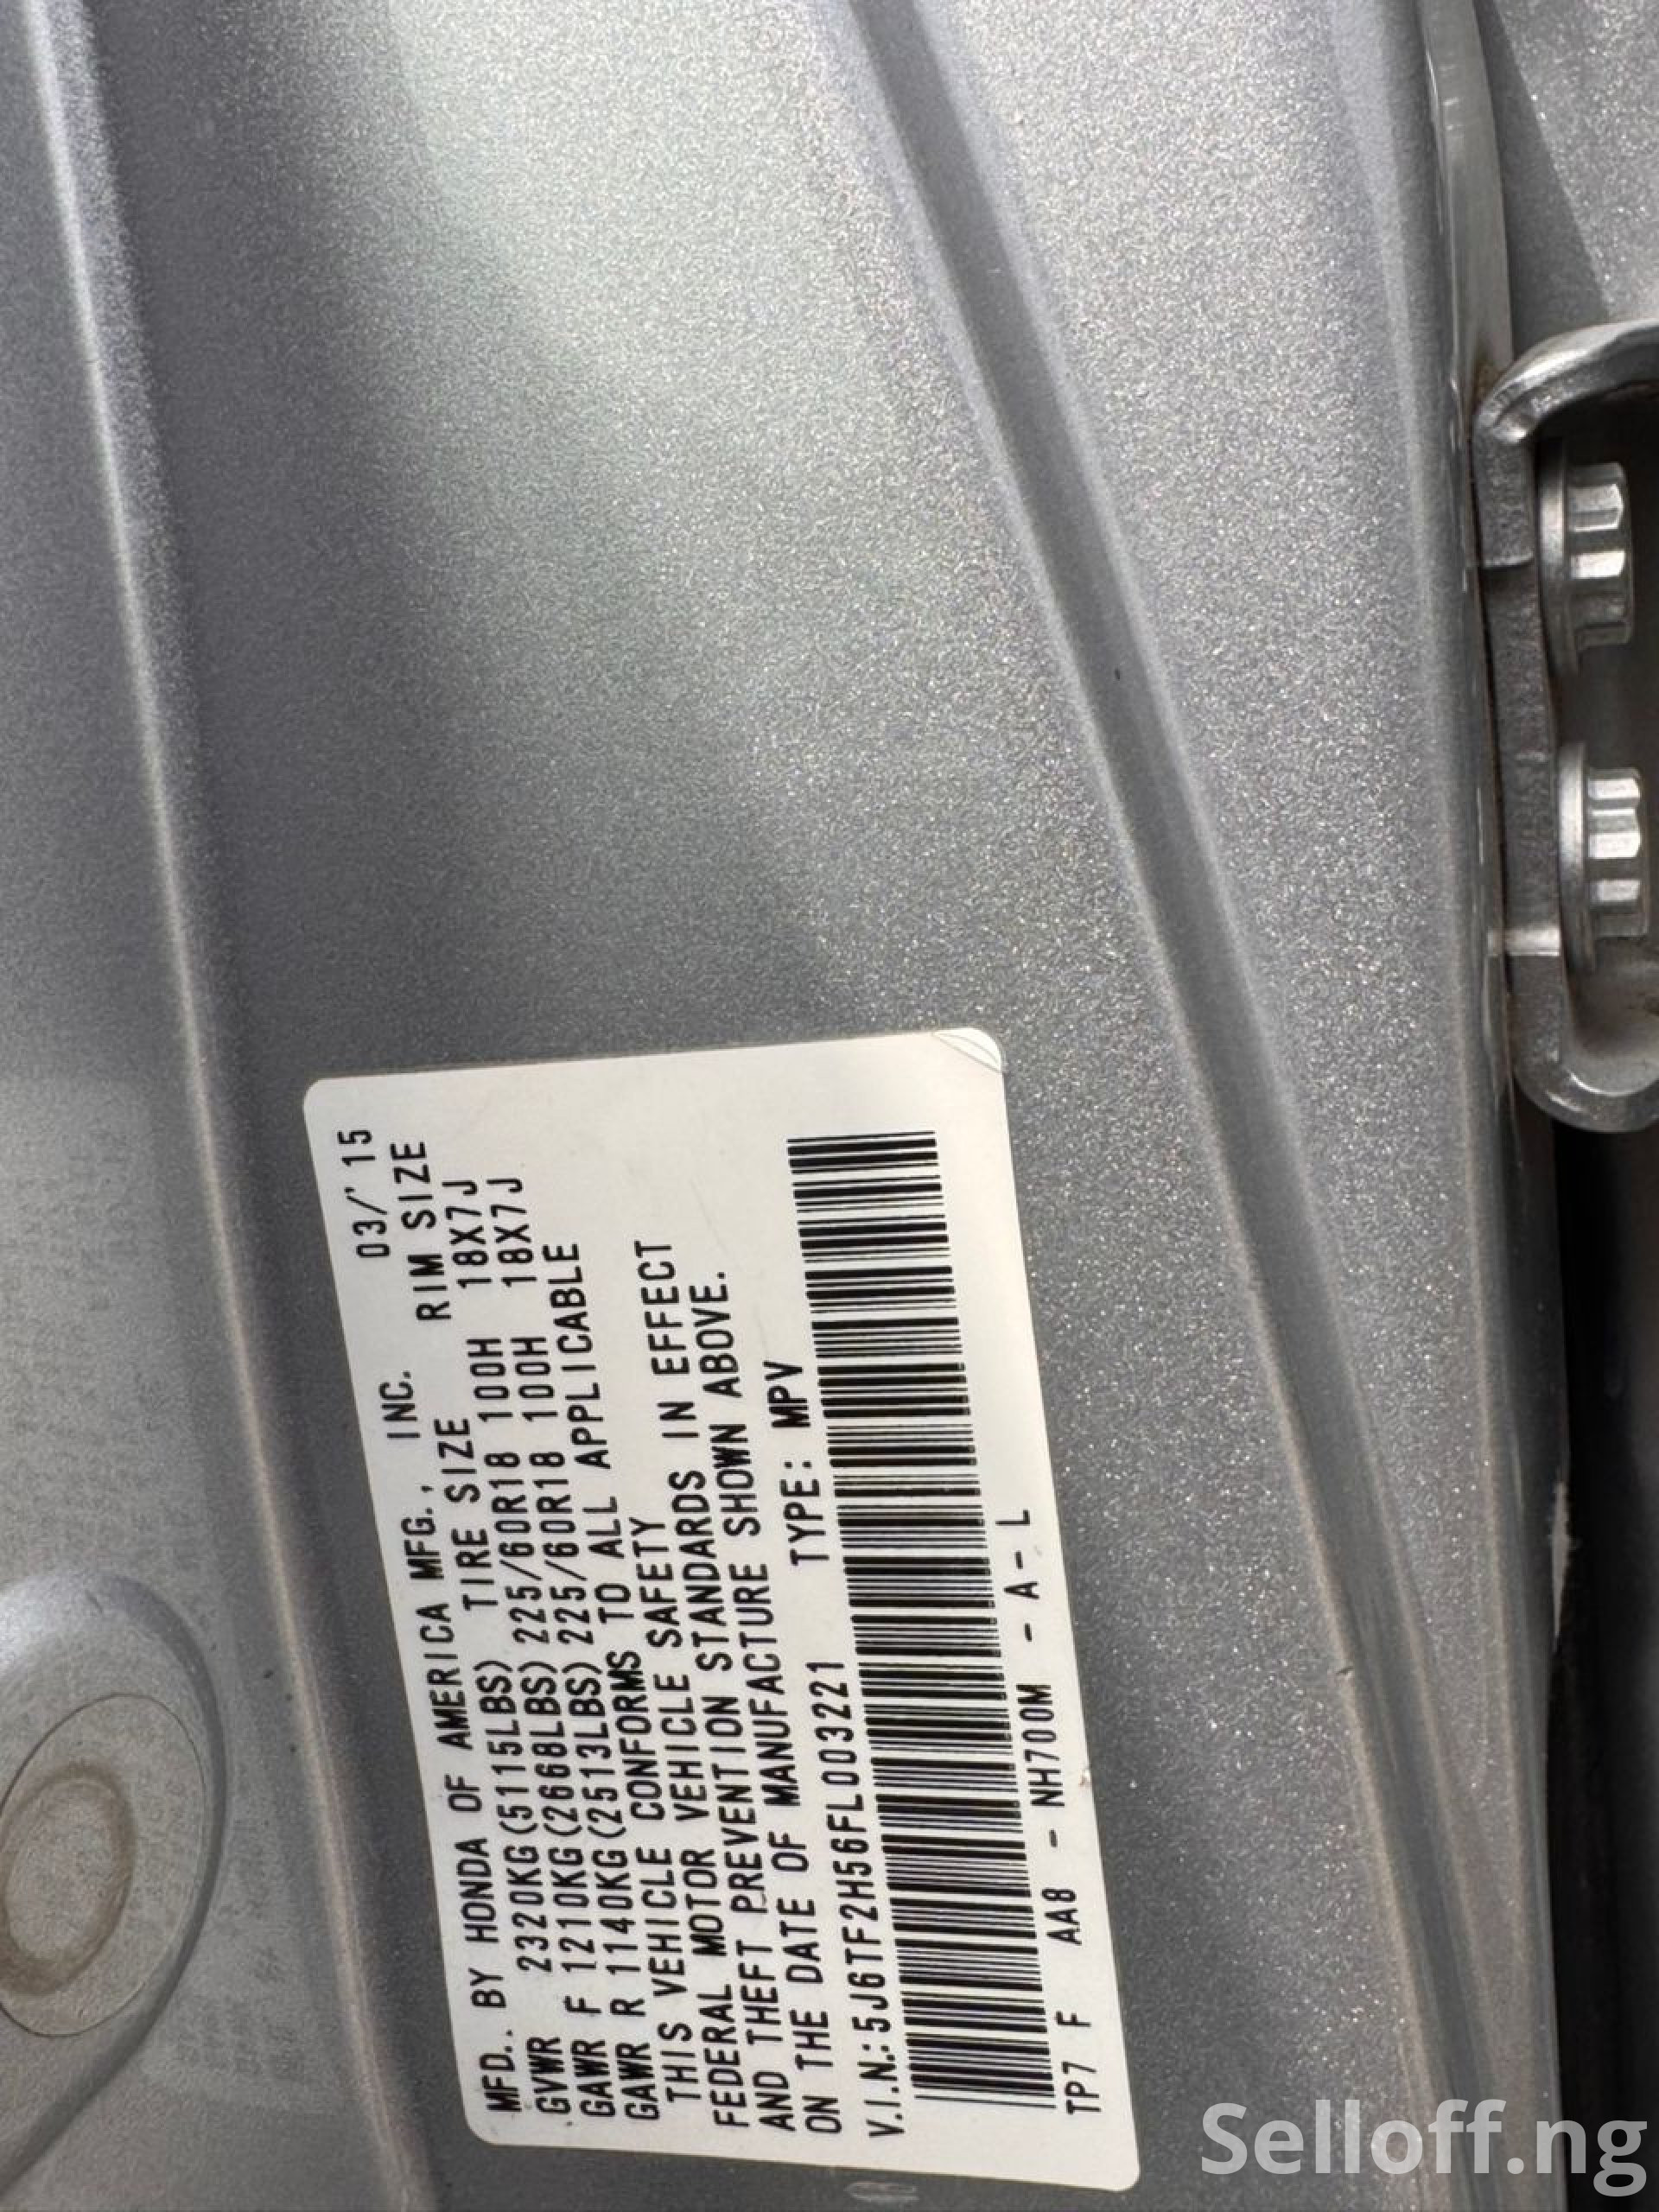 MFD. BY HONDA OF AMERICA MFG., INC. 03/'15
GVWR 2320KG(5115LBS) TIRE SIZE RIM SIZE
GAWR F 1210KG(2668LBS) 225/60R18 100H 18X7J
GAWR R 1140KG(2513LBS) 225/60R18 100H 18X7J
THIS VEHICLE CONFORMS TO ALL APPLICABLE
FEDERAL MOTOR VEHICLE SAFETY
AND THEFT PREVENTION STANDARDS IN EFFECT
ON THE DATE OF MANUFACTURE SHOWN ABOVE.
V.I.N.:5J6TF2H56FL003221 TYPE: MPV
TP7 F AA8 - NH700M - A - L
Selloff.ng